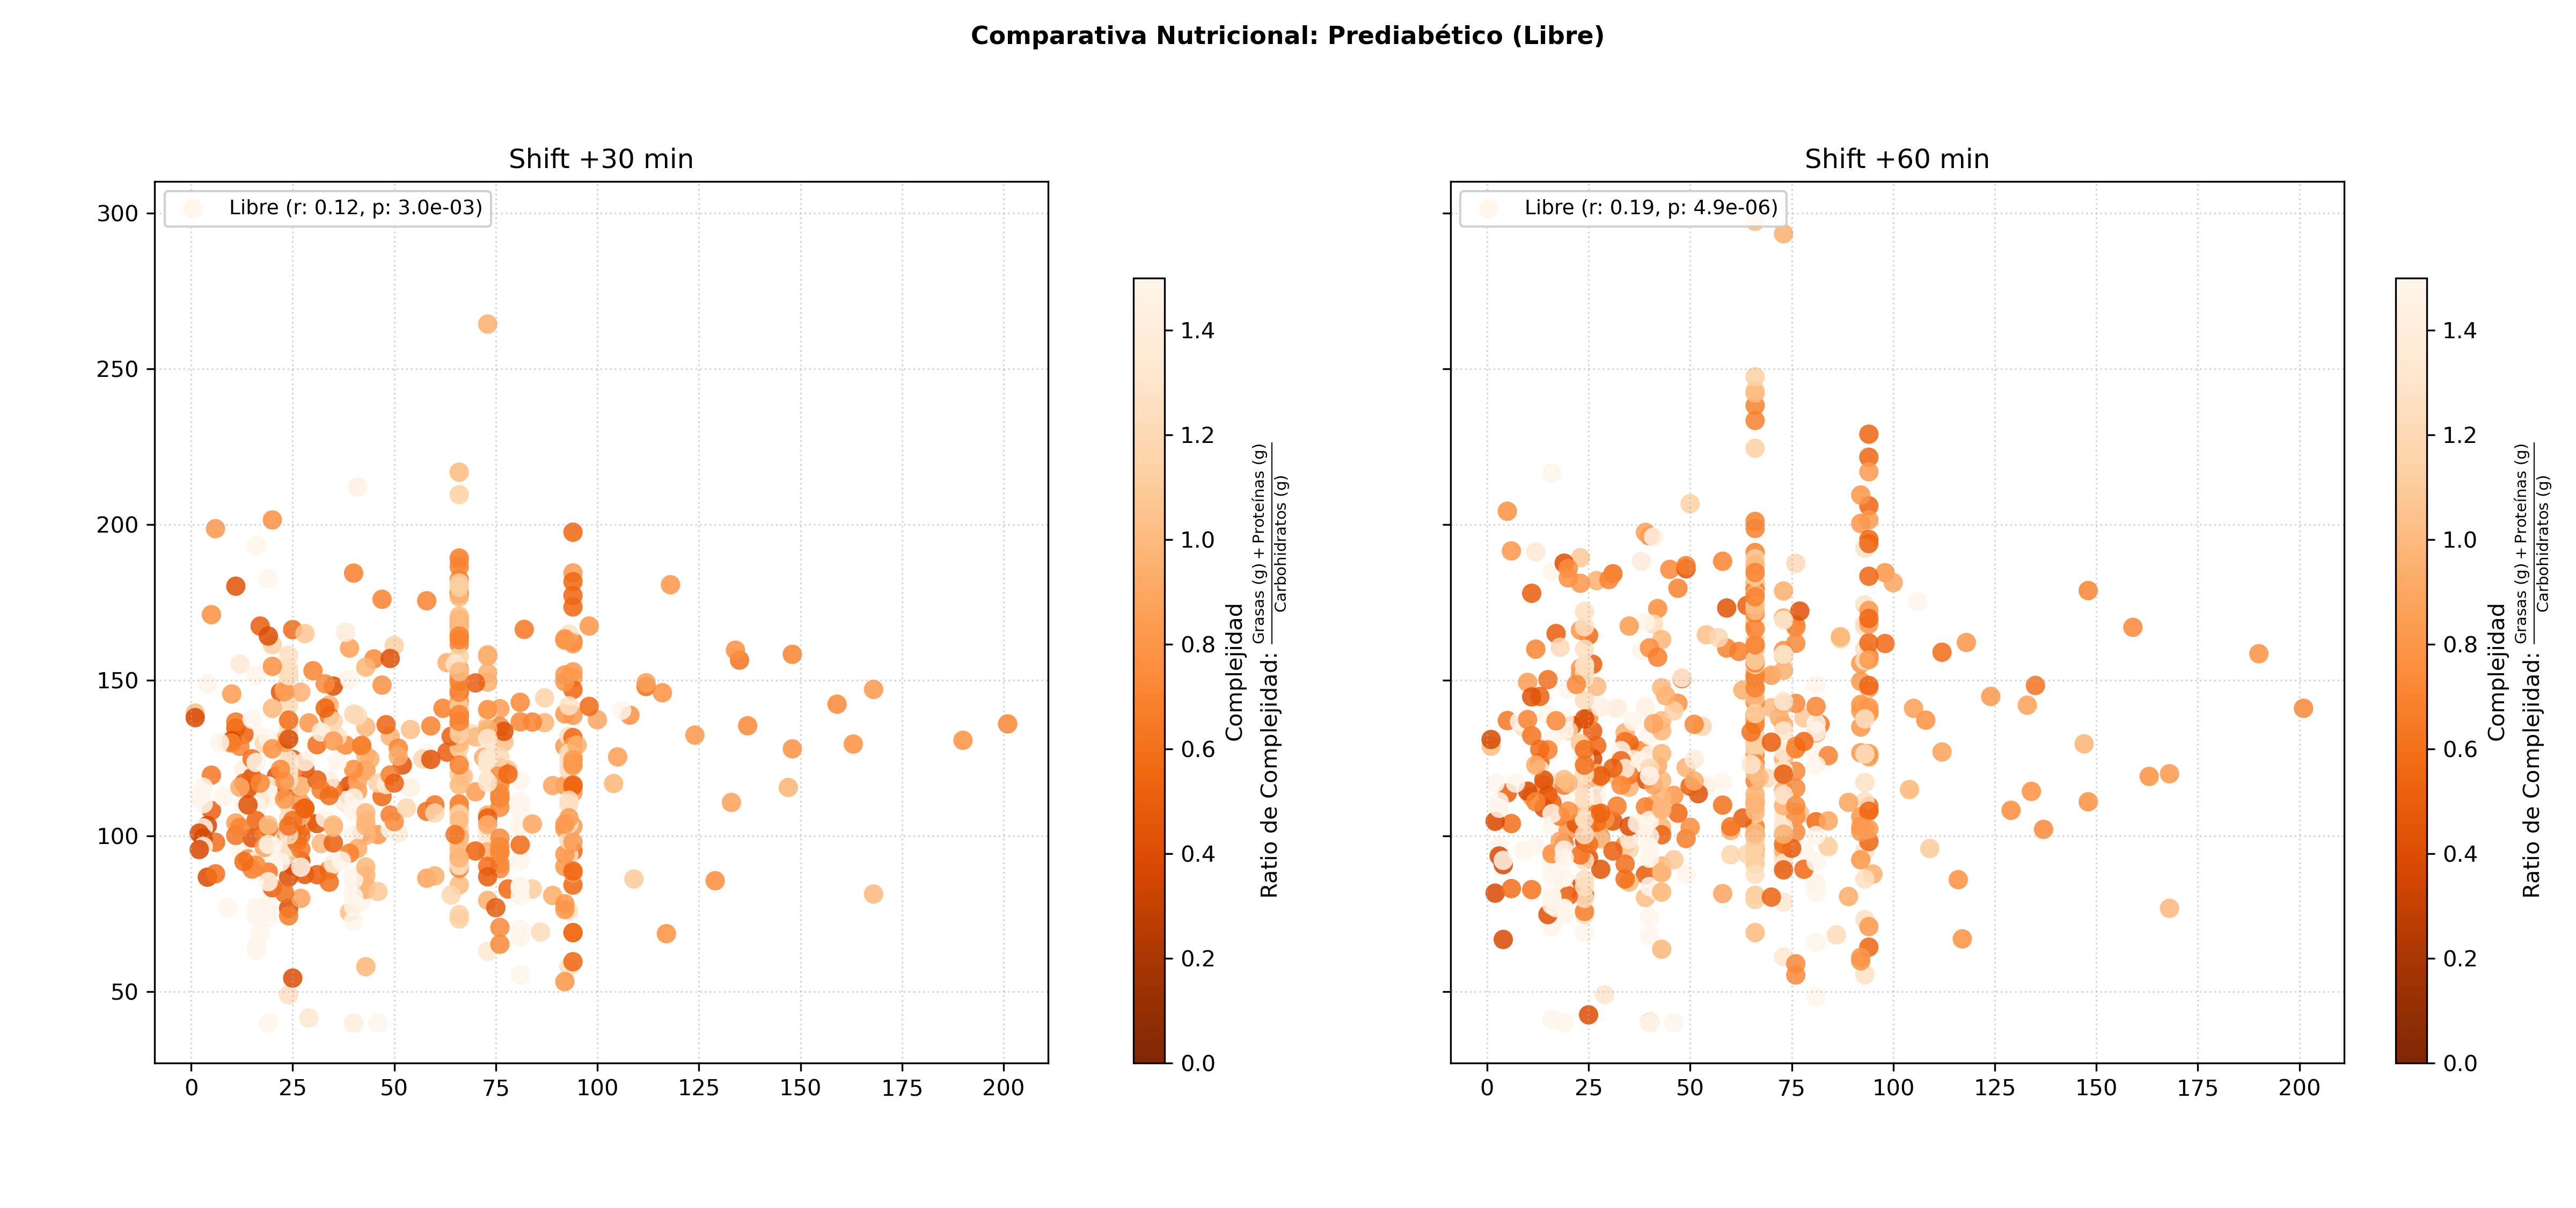 Comparativa Nutricional: Prediabético (Libre)
Shift +30 min
Libre (r: 0.12, p: 3.0e-03)
300
250
200
150
100
50
0 25 50 75 100 125 150 175 200
1.4
1.2
1.0
0.8
0.6
0.4
0.2
0.0
Complejidad
Ratio de Complejidad: Grasas (g) + Proteínas (g)
Carbohidratos (g)
Shift +60 min
Libre (r: 0.19, p: 4.9e-06)
0 25 50 75 100 125 150 175 200
1.4
1.2
1.0
0.8
0.6
0.4
0.2
0.0
Complejidad
Ratio de Complejidad: Grasas (g) + Proteínas (g)
Carbohidratos (g)